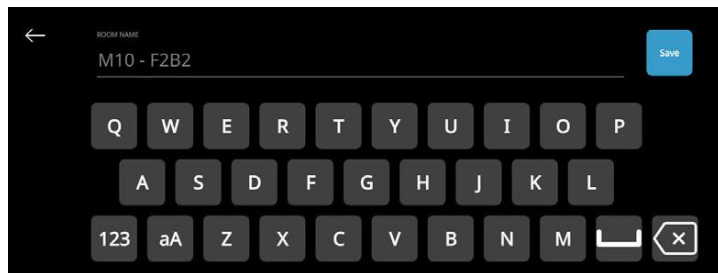 ROOM NAME
M10 - F2B2
Save
Q W E R T Y U I O P
A S D F G H J K L
123 aA Z X C V B N M